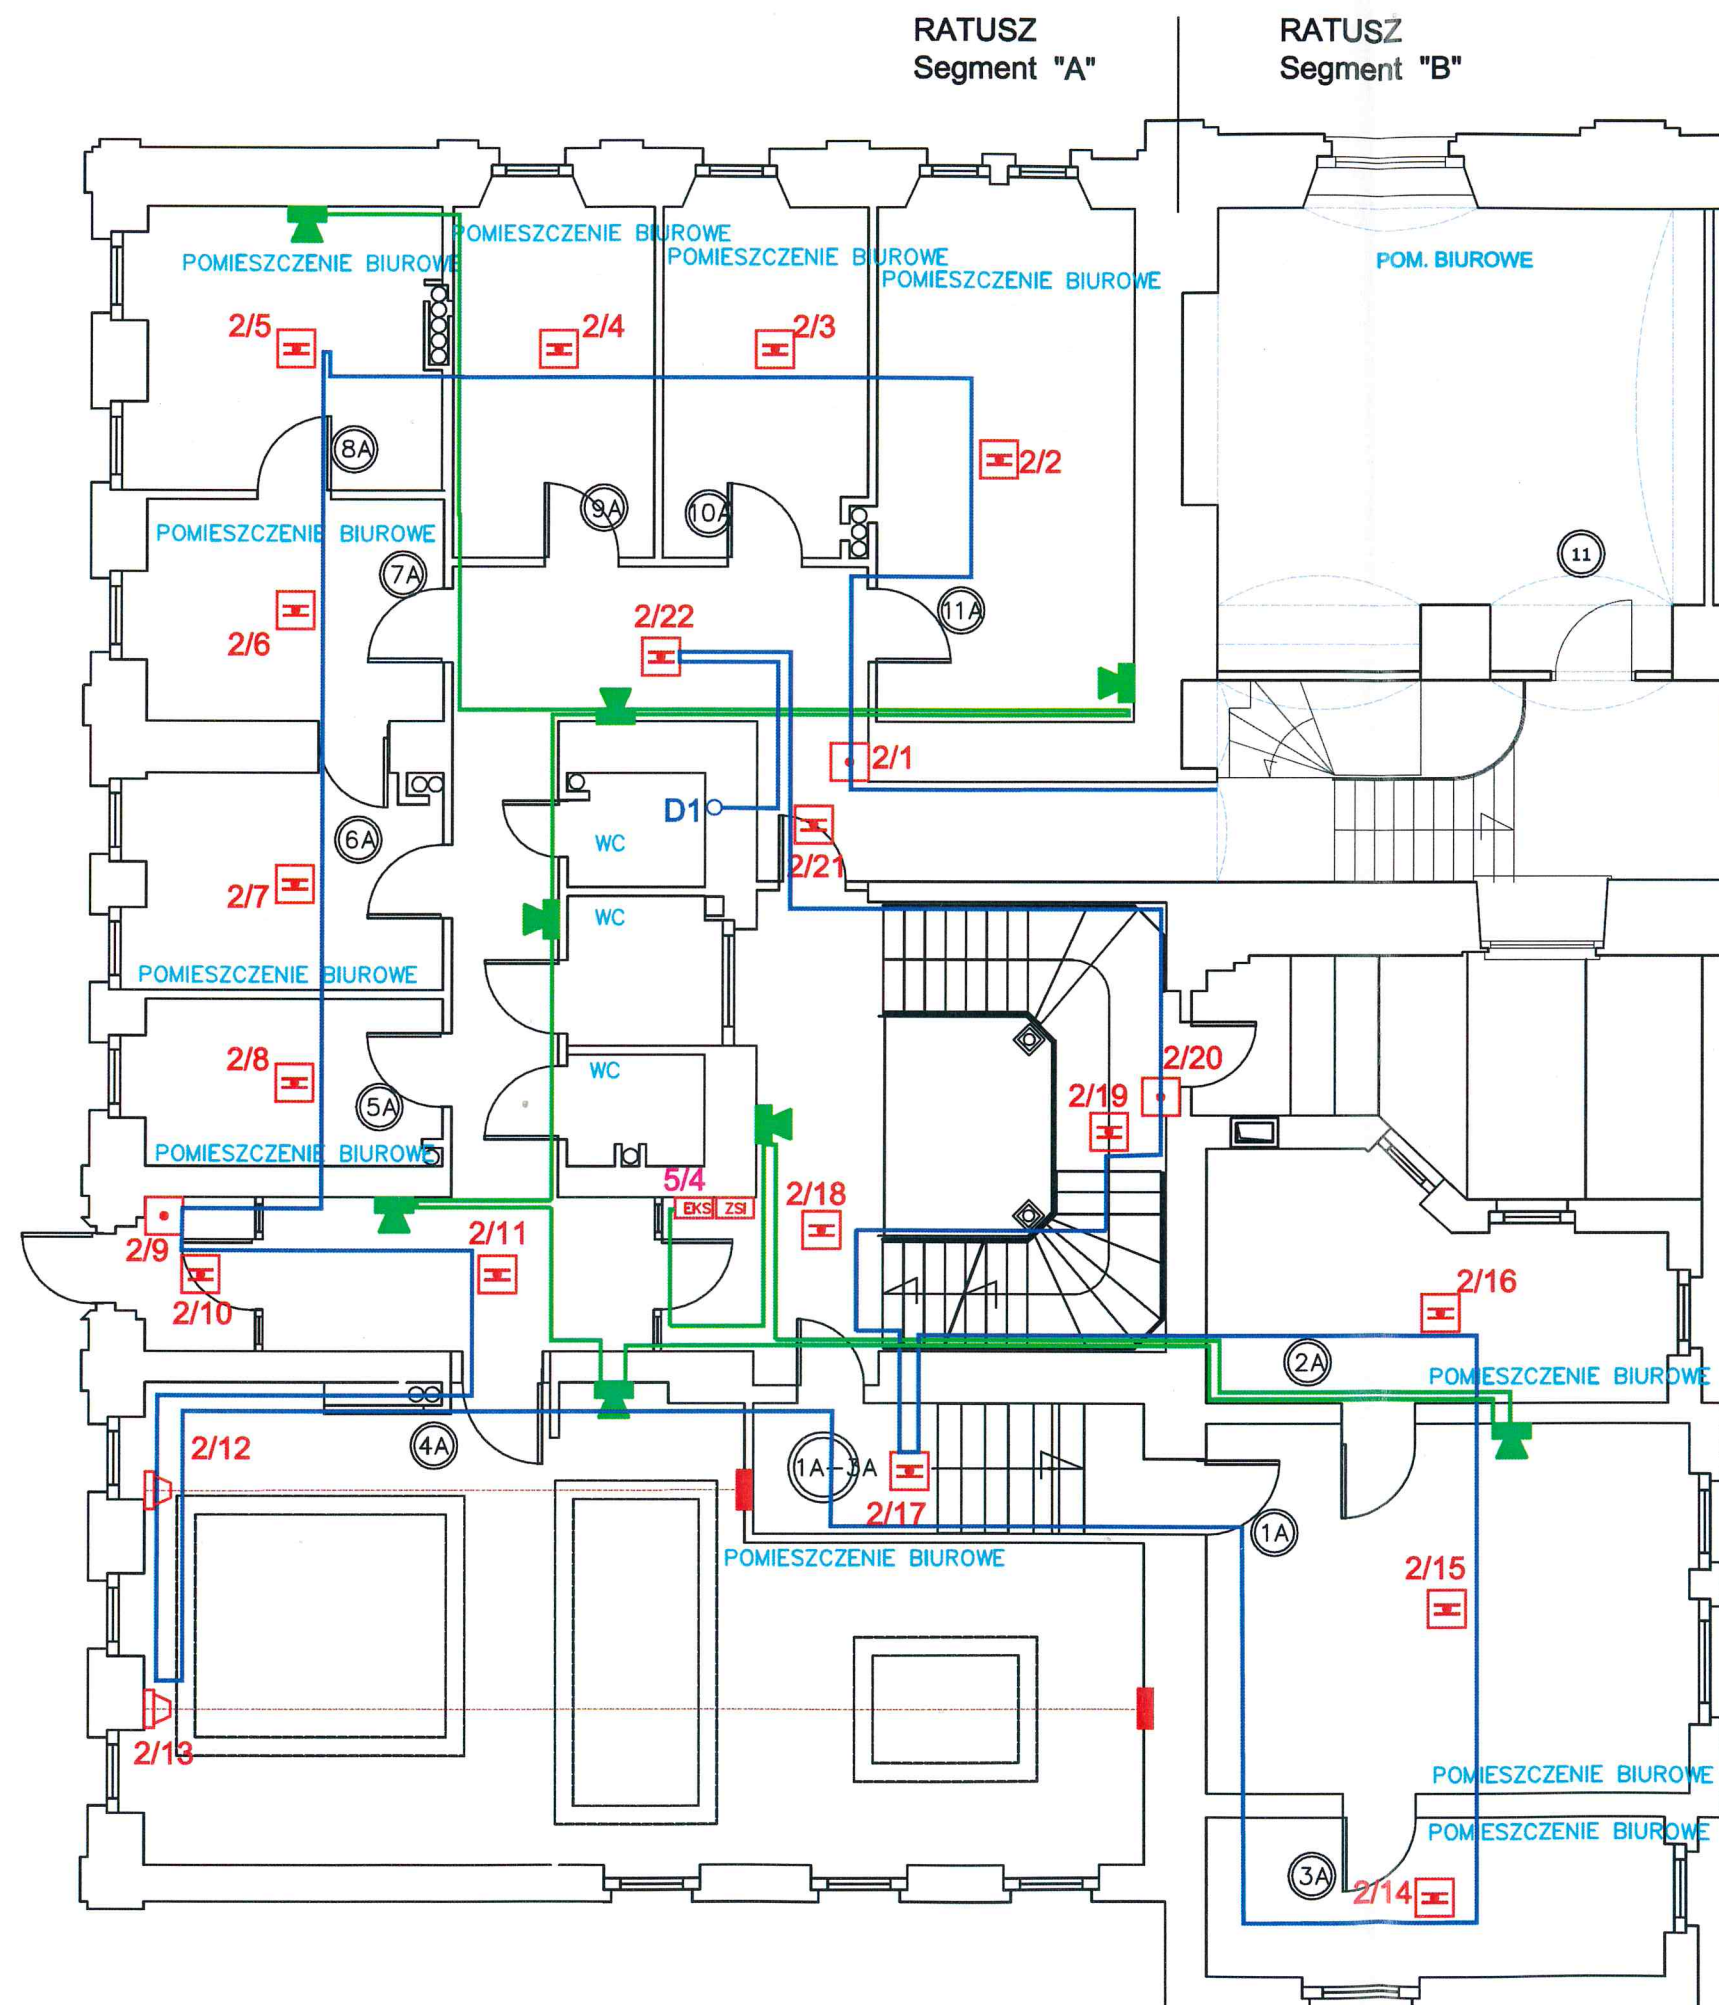 RATUSZ
Segment "A"
RATUSZ
Segment "B"
POMIESZCZENIE BIUROWE
POMIESZCZENIE BIUROWE
POMIESZCZENIE BIUROWE
POMIESZCZENIE BIUROWE
POM. BIUROWE
2/5
2/4
2/3
2/2
8A
9A
10A
11
POMIESZCZENIE BIUROWE
7A
11A
2/6
2/22
2/1
D1
6A
WC
2/21
2/7
WC
POMIESZCZENIE BIUROWE
2/8
WC
2/20
2/19
5A
POMIESZCZENIE BIUROWE
5/4
EKS
ZSI
2/18
2/9
2/11
2/10
2/16
2A
POMIESZCZENIE BIUROWE
2/12
4A
1A-3A
2/17
1A
POMIESZCZENIE BIUROWE
2/15
2/13
POMIESZCZENIE BIUROWE
POMIESZCZENIE BIUROWE
3A
2/14